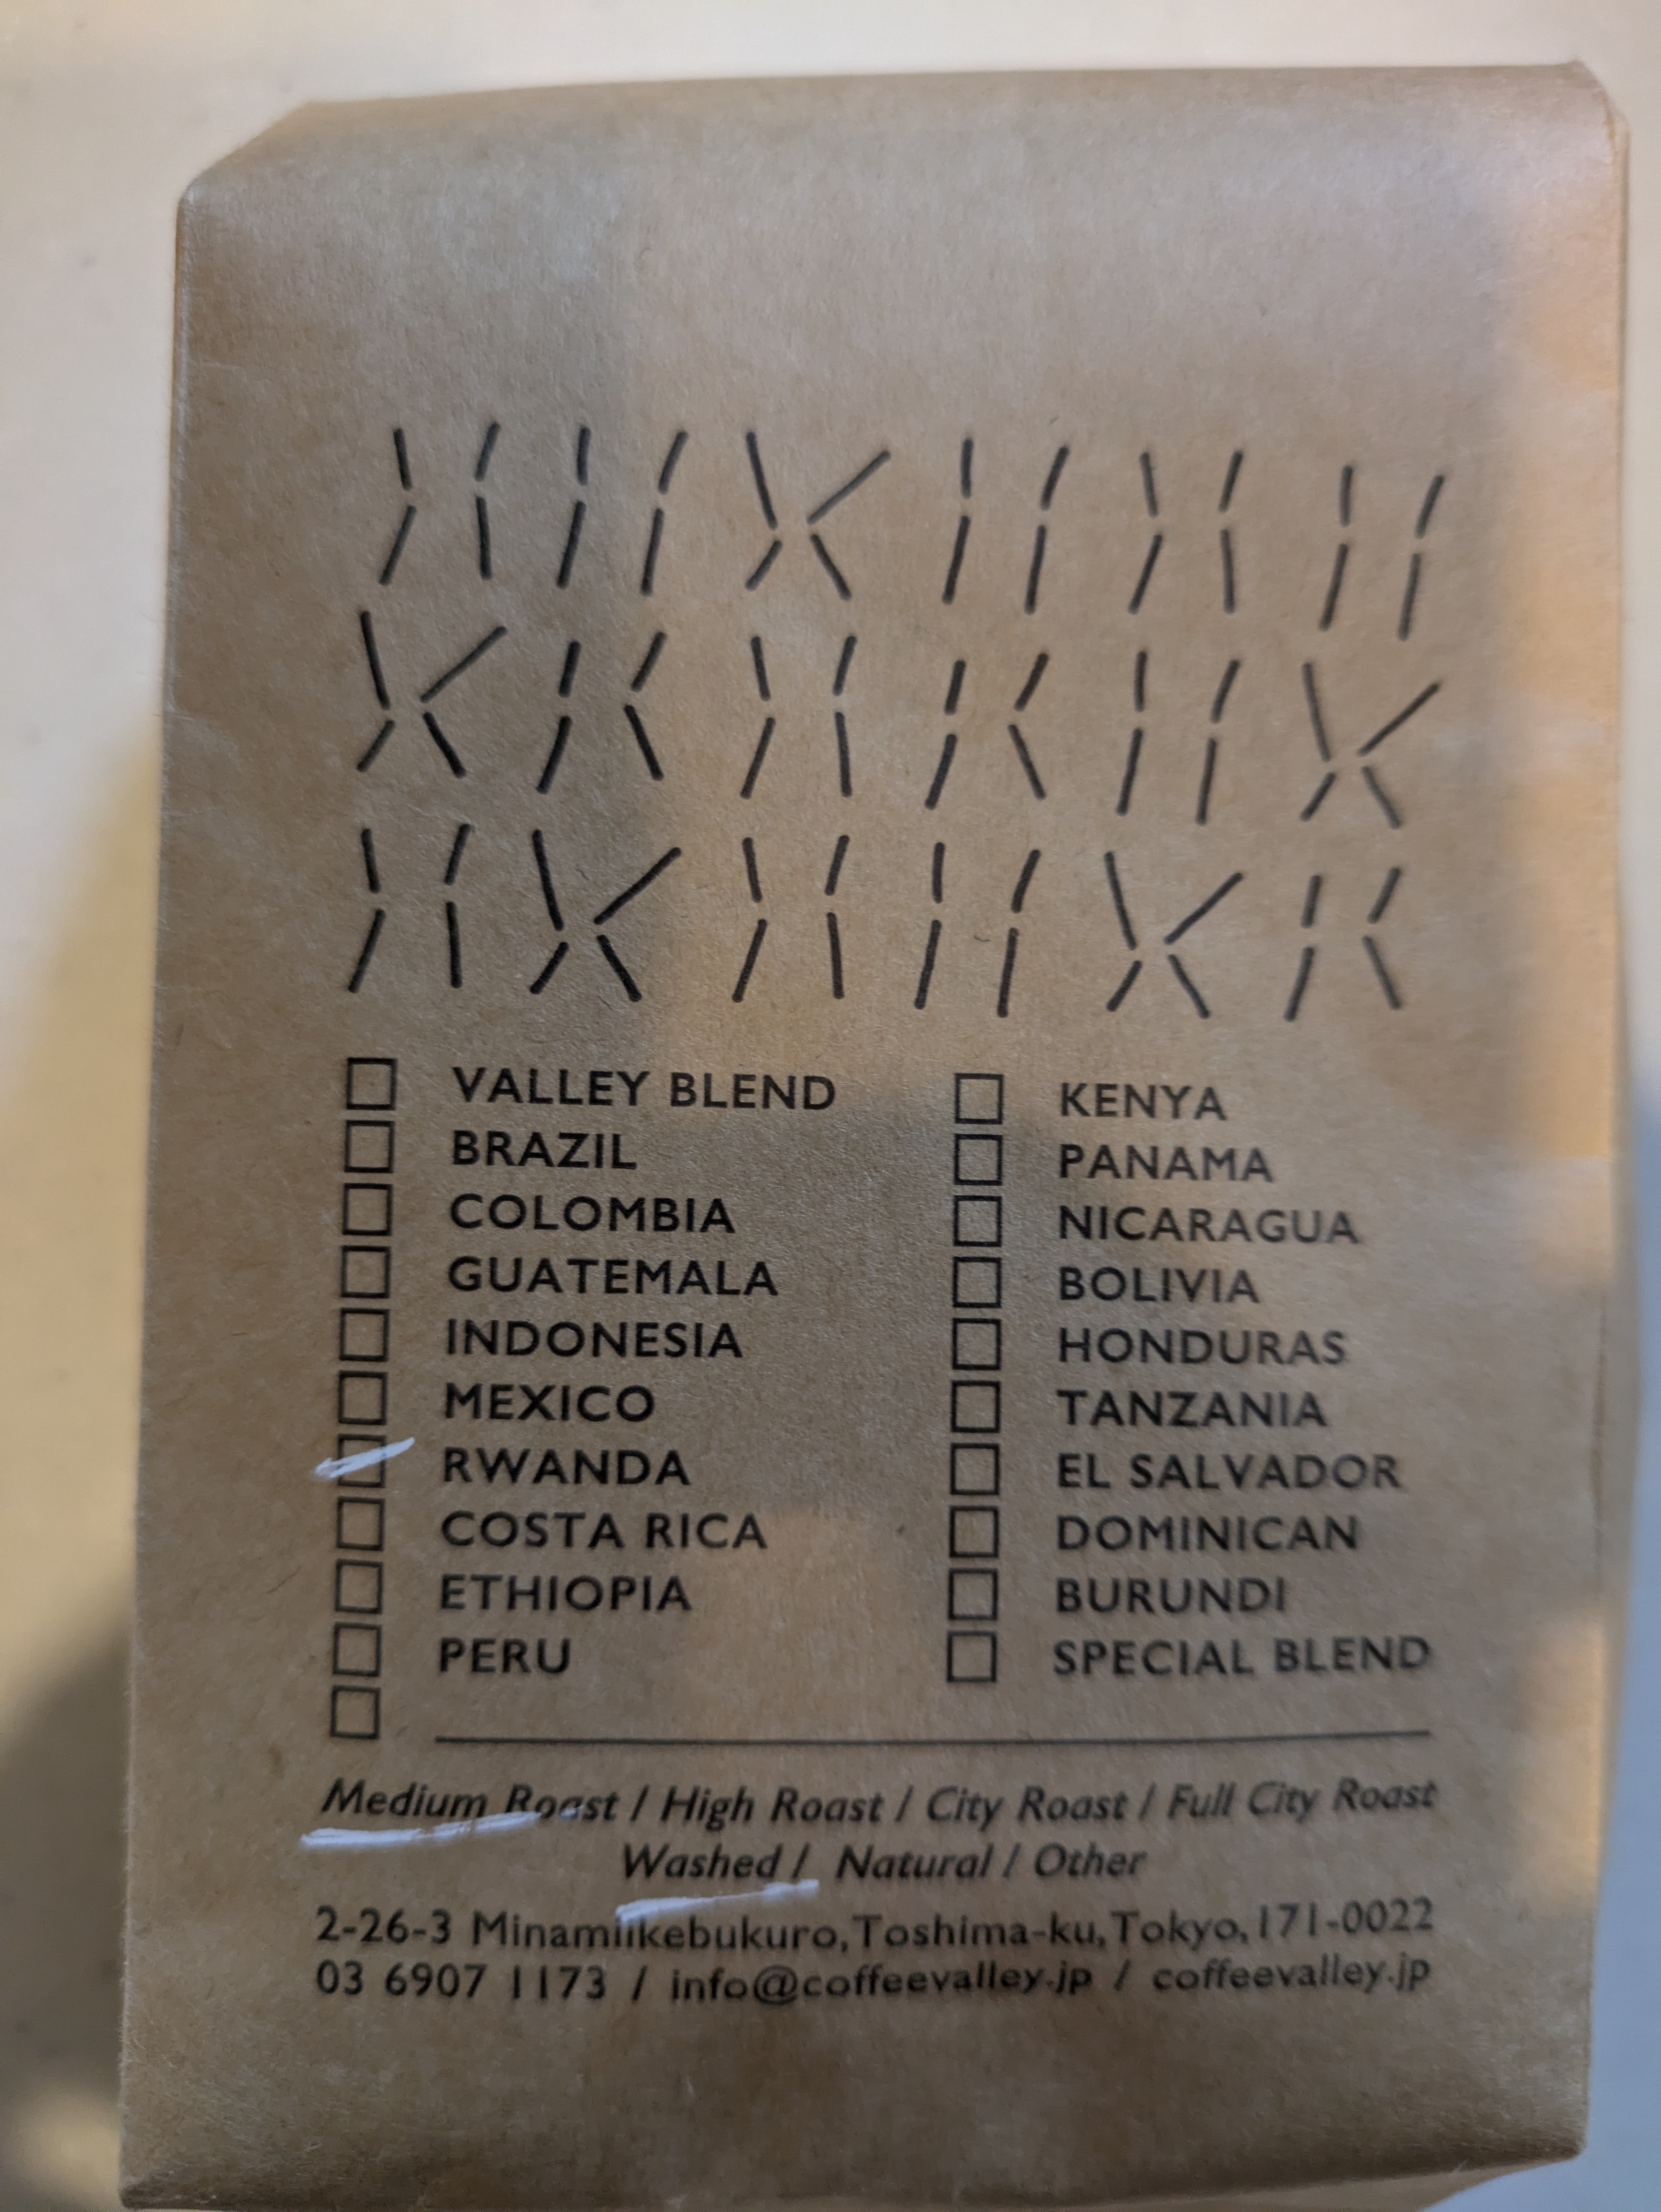 VALLEY BLEND
BRAZIL
COLOMBIA
GUATEMALA
INDONESIA
MEXICO
RWANDA
COSTA RICA
ETHIOPIA
PERU
KENYA
PANAMA
NICARAGUA
BOLIVIA
HONDURAS
TANZANIA
EL SALVADOR
DOMINICAN
BURUNDI
SPECIAL BLEND
Medium Roast / High Roast / City Roast / Full City Roast
Washed / Natural / Other
2-26-3 Minamiikebukuro,Toshima-ku,Tokyo,171-0022
03 6907 1173 / info@coffeevalley.jp / coffeevalley.jp